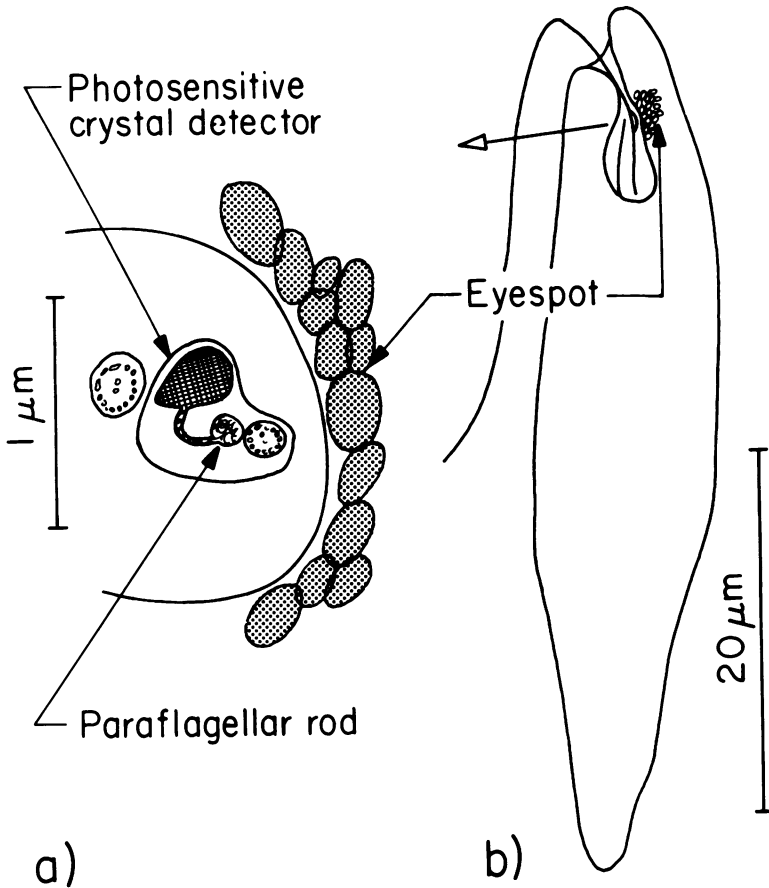 Photosensitive
crystal detector
Eyespot
1 μm
20 μm
Paraflagellar rod
a)
b)